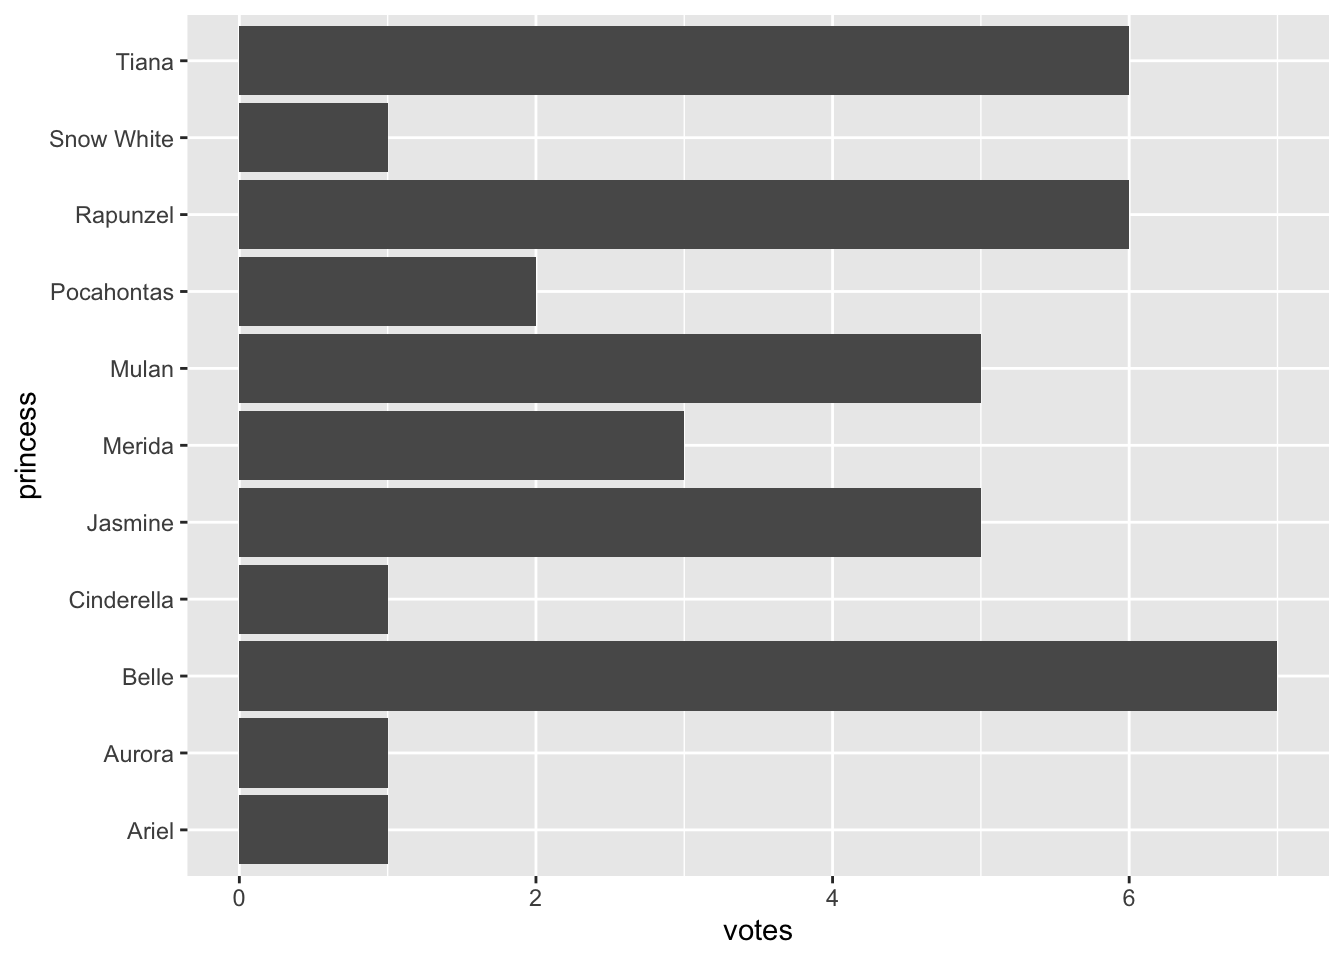 Tiana
Snow White
Rapunzel
Pocahontas
Mulan
Merida
Jasmine
Cinderella
Belle
Aurora
Ariel
princess
0 2 4 6
votes